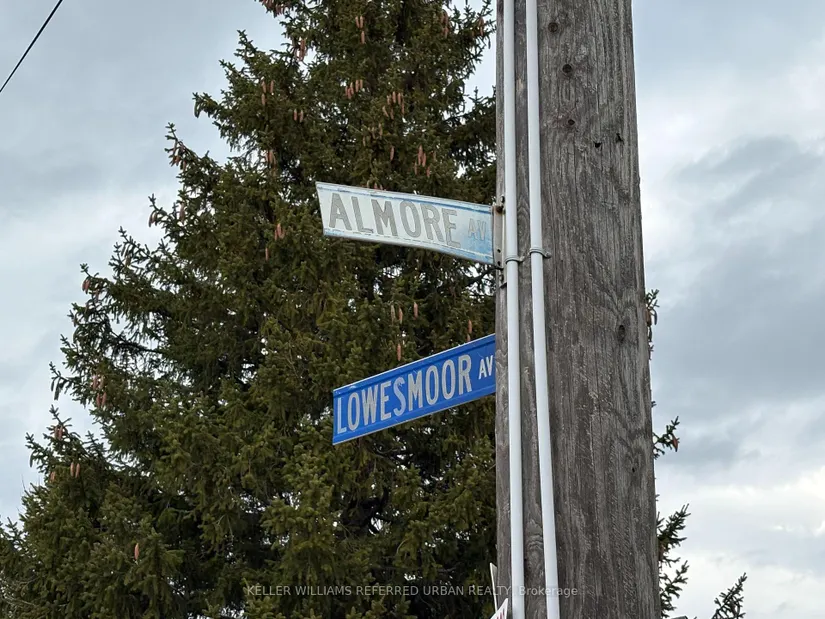 ALMORE AV
LOWESMOOR AV
KELLER WILLIAMS REFERRED URBAN REALTY, Brokerage